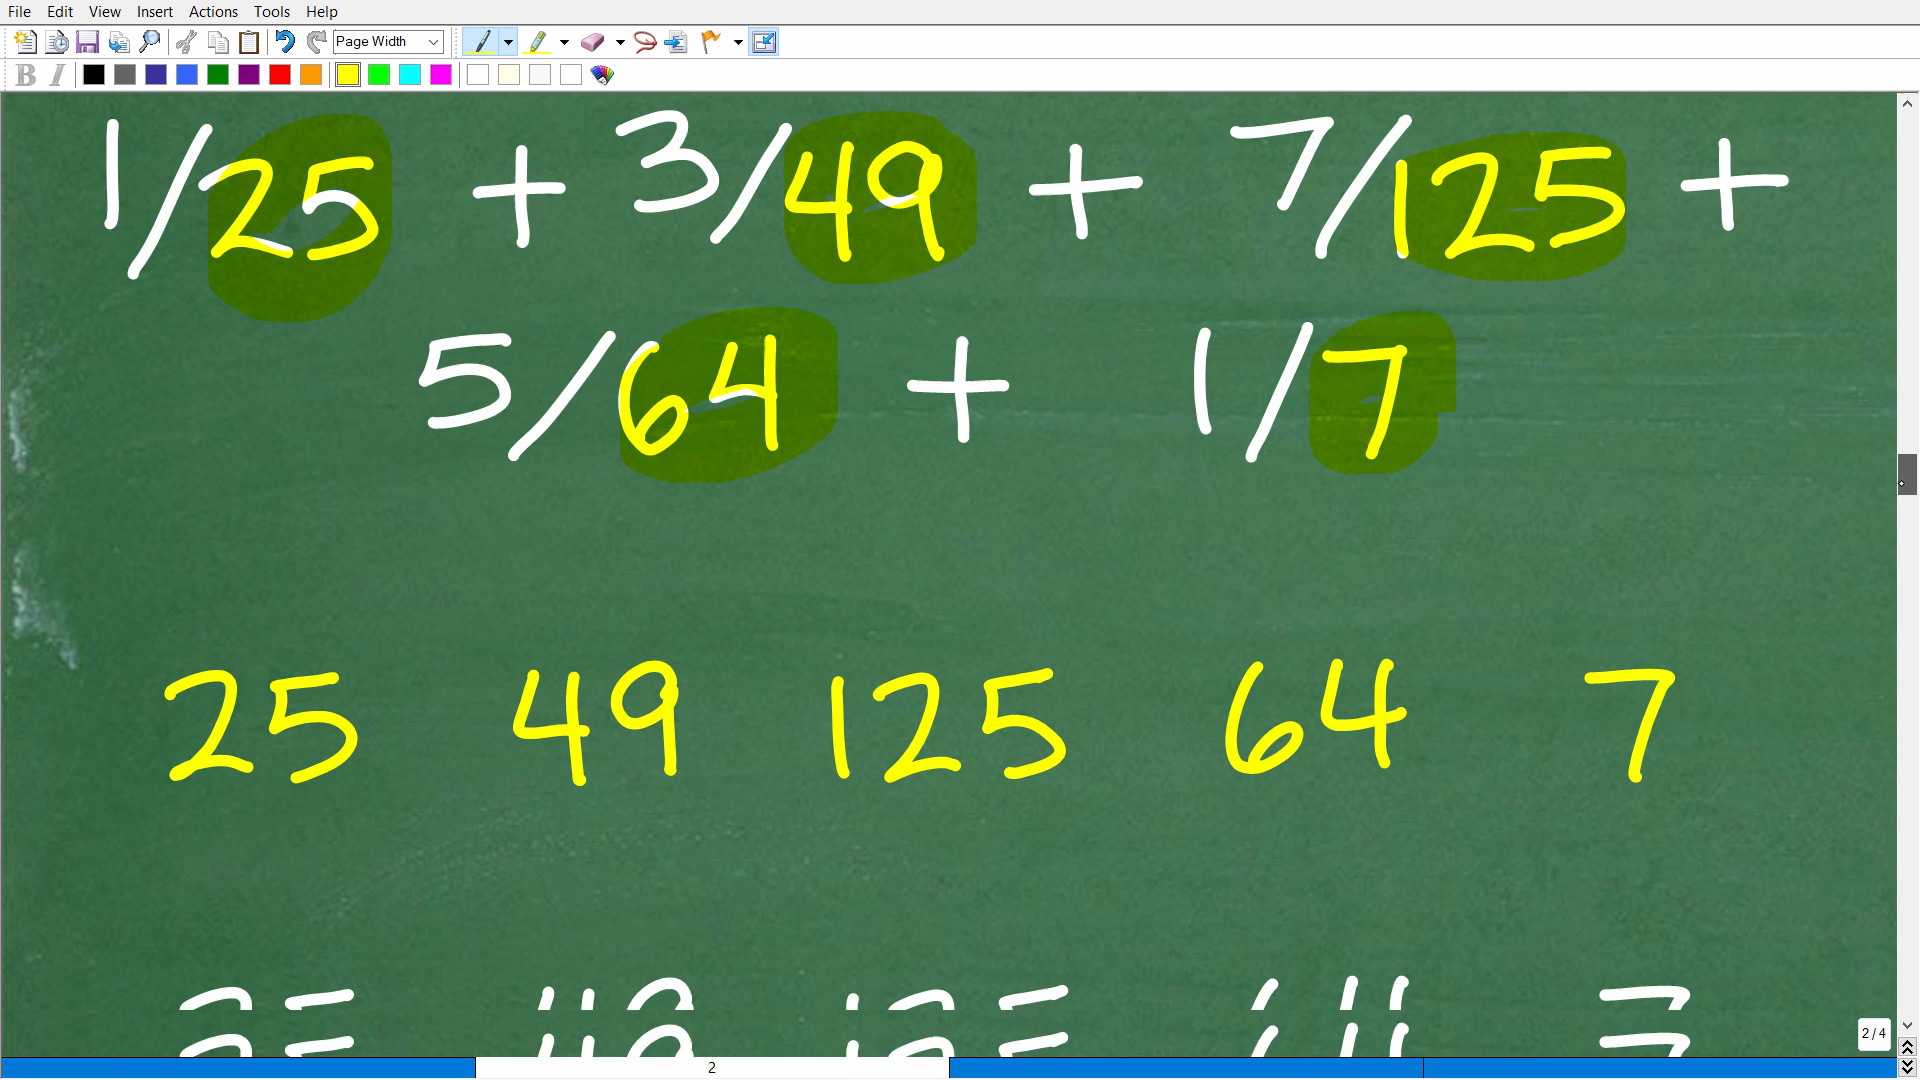 File Edit View Insert Actions Tools Help
Page Width
B I
1/25 + 3/49 + 7/125 +
5/64 + 1/7
25 49 125 64 7
2 / 4
2